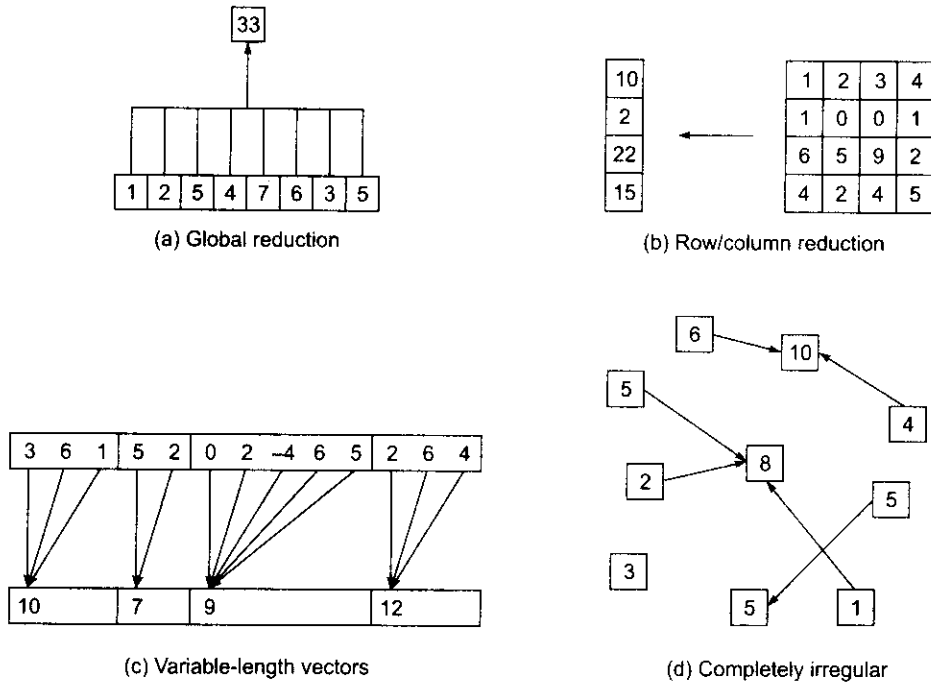 33
1 2 5 4 7 6 3 5
(a) Global reduction
10
2
22
15
1 2 3 4
1 0 0 1
6 5 9 2
4 2 4 5
(b) Row/column reduction
3 6 1 5 2 0 2 –4 6 5 2 6 4
10 7 9 12
(c) Variable-length vectors
6
10
5
4
8
2
5
3
5
1
(d) Completely irregular